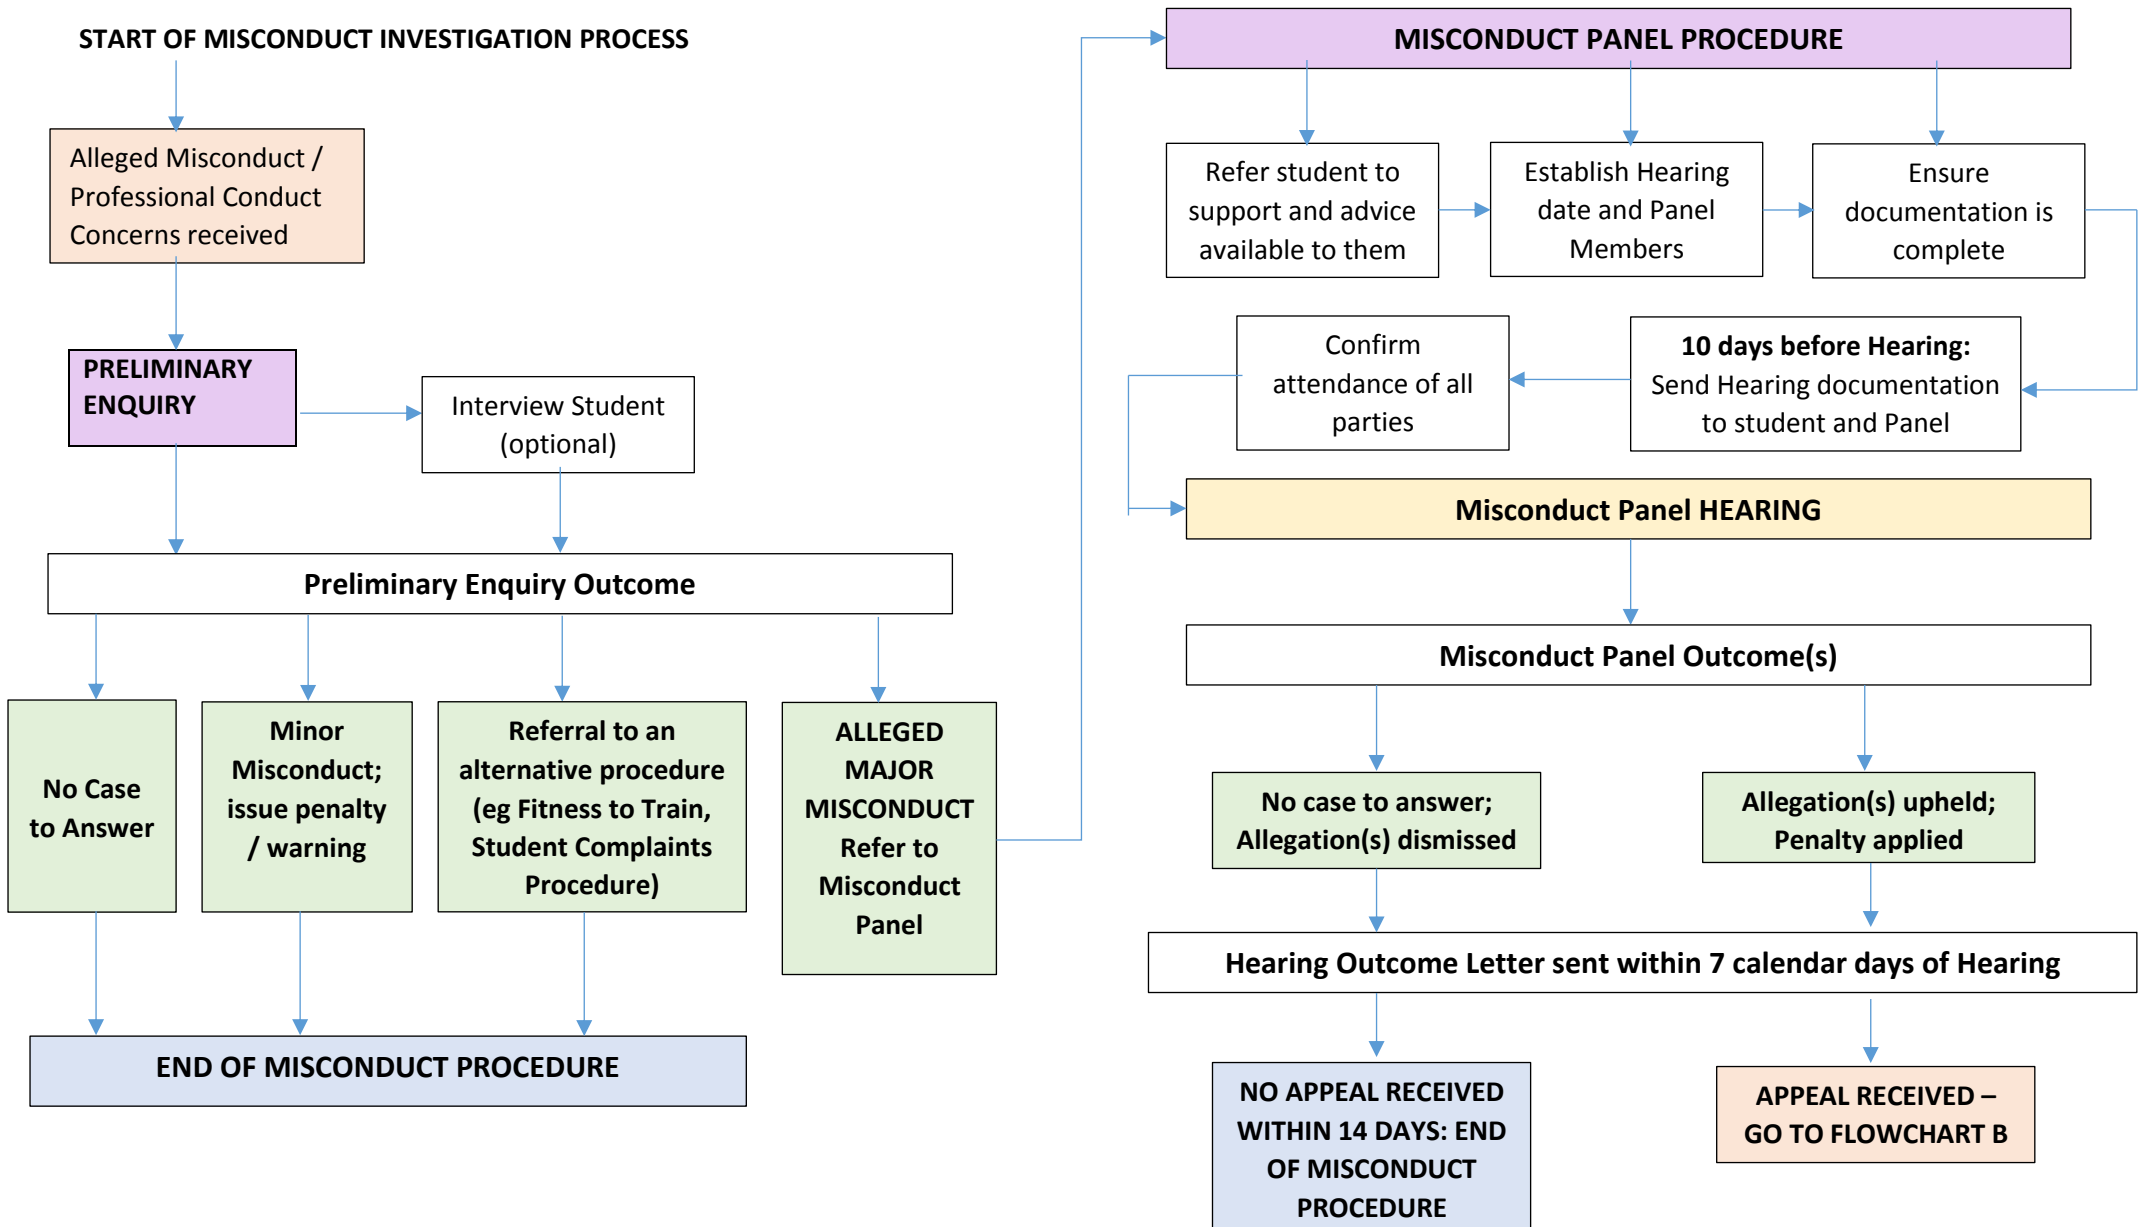 START OF MISCONDUCT INVESTIGATION PROCESS
Alleged Misconduct /
Professional Conduct
Concerns received
PRELIMINARY
ENQUIRY
Interview Student
(optional)
Preliminary Enquiry Outcome
No Case
to Answer
Minor
Misconduct;
issue penalty
/ warning
Referral to an
alternative procedure
(eg Fitness to Train,
Student Complaints
Procedure)
ALLEGED
MAJOR
MISCONDUCT
Refer to
Misconduct
Panel
END OF MISCONDUCT PROCEDURE
MISCONDUCT PANEL PROCEDURE
Refer student to
support and advice
available to them
Establish Hearing
date and Panel
Members
Ensure
documentation is
complete
10 days before Hearing:
Send Hearing documentation
to student and Panel
Confirm
attendance of all
parties
Misconduct Panel HEARING
Misconduct Panel Outcome(s)
No case to answer;
Allegation(s) dismissed
Allegation(s) upheld;
Penalty applied
Hearing Outcome Letter sent within 7 calendar days of Hearing
NO APPEAL RECEIVED
WITHIN 14 DAYS: END
OF MISCONDUCT
PROCEDURE
APPEAL RECEIVED –
GO TO FLOWCHART B